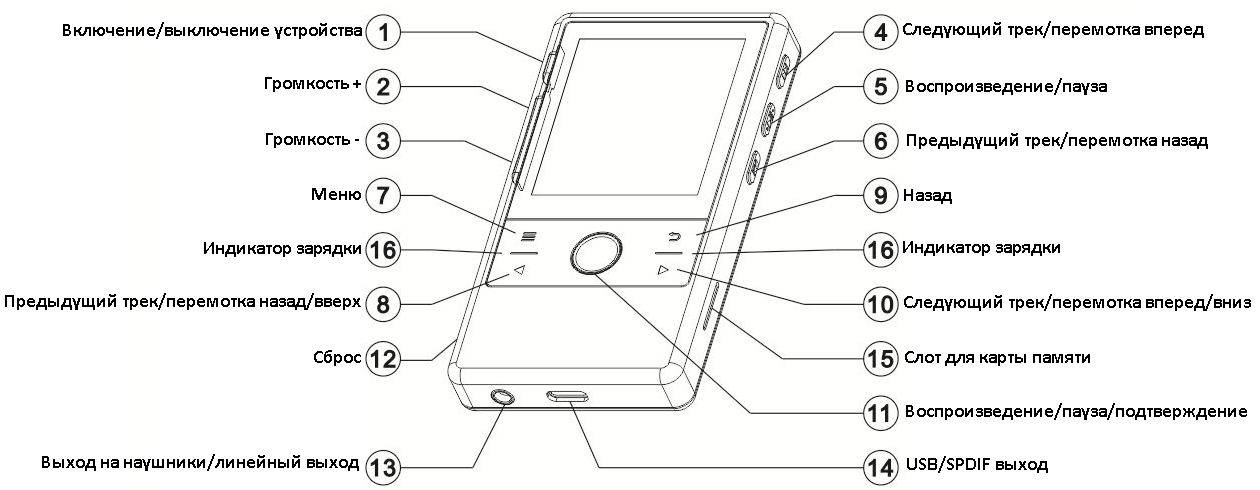 Включение/выключение устройства 1
Громкость + 2
Громкость - 3
Меню 7
Индикатор зарядки 16
Предыдущий трек/перемотка назад/вверх 8
Сброс 12
Выход на наушники/линейный выход 13
4 Следующий трек/перемотка вперед
5 Воспроизведение/пауза
6 Предыдущий трек/перемотка назад
9 Назад
16 Индикатор зарядки
10 Следующий трек/перемотка вперед/вниз
15 Слот для карты памяти
11 Воспроизведение/пауза/подтверждение
14 USB/SPDIF выход